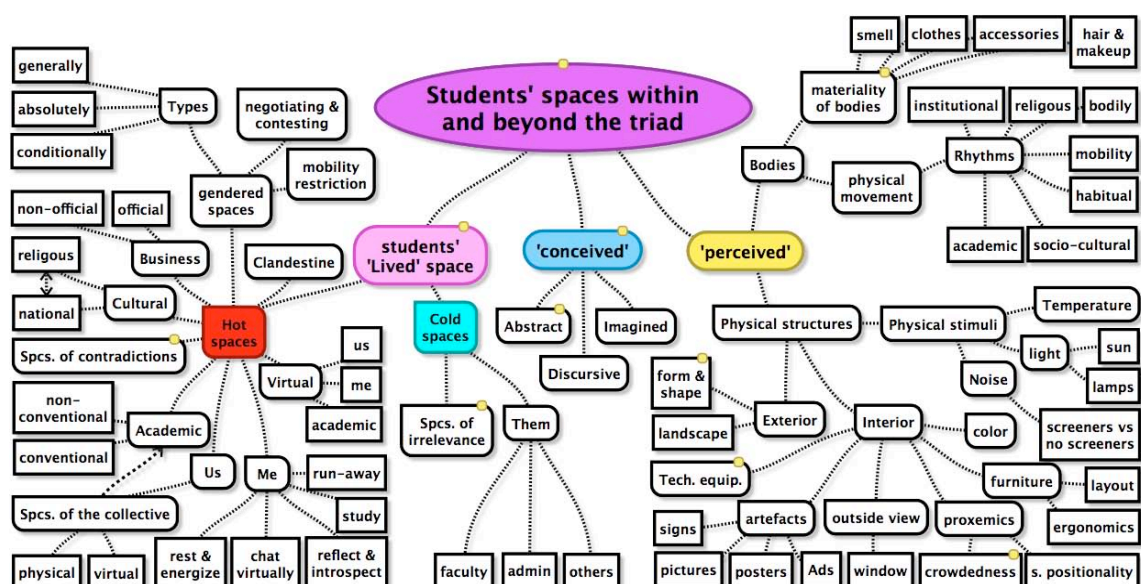 Students' spaces within
and beyond the triad
smell
clothes
accessories
hair &
makeup
materiality
of bodies
institutional
religous
bodily
Rhythms
mobility
habitual
academic
socio-cultural
Bodies
physical
movement
generally
absolutely
conditionally
Types
negotiating &
contesting
mobility
restriction
gendered
spaces
non-official
official
Business
religous
national
Cultural
Clandestine
students'
'Lived' space
'conceived'
'perceived'
Hot
spaces
Cold
spaces
Abstract
Imagined
Discursive
Physical structures
Physical stimuli
Temperature
light
sun
lamps
Noise
screeners vs
no screeners
Spcs. of contradictions
Virtual
us
me
academic
non-
conventional
conventional
Academic
Us
Me
run-away
study
Spcs. of the collective
physical
virtual
rest &
energize
chat
virtually
reflect &
introspect
Spcs. of
irrelevance
Them
faculty
admin
others
form &
shape
landscape
Exterior
Interior
color
Tech. equip.
furniture
layout
ergonomics
signs
artefacts
outside view
proxemics
pictures
posters
Ads
window
crowdedness
s. positionality